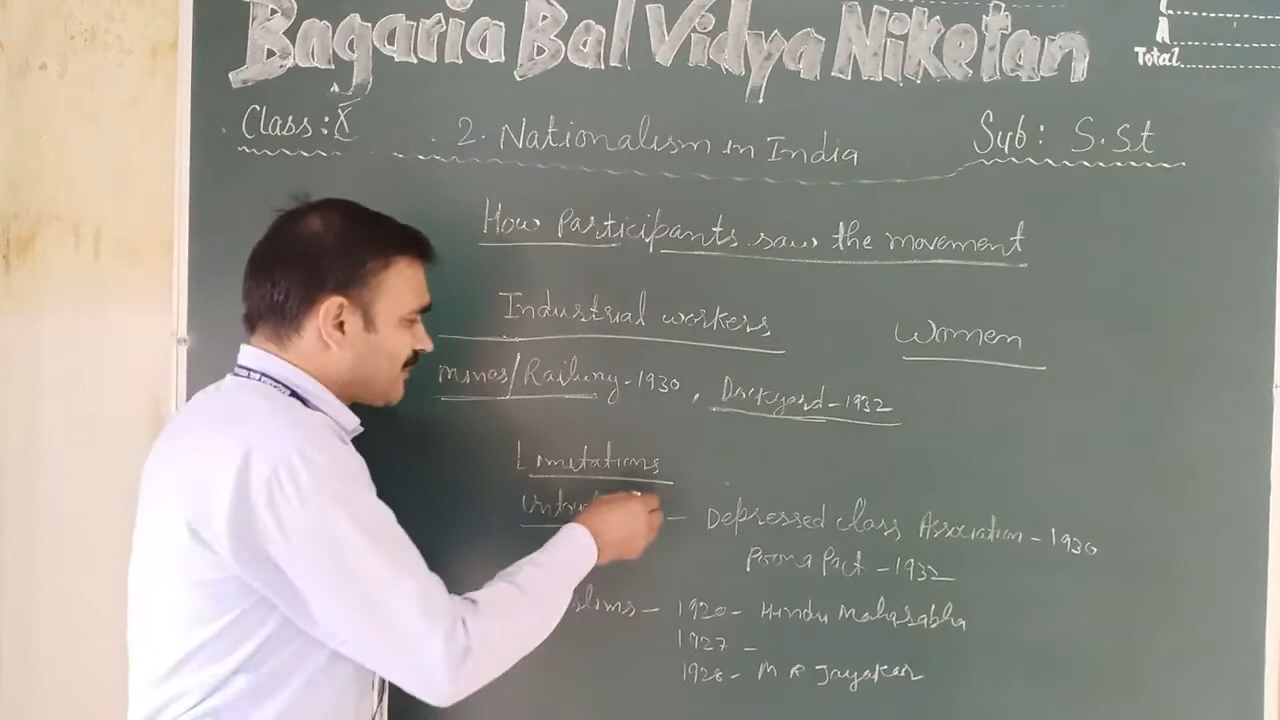 Bagaria Bal Vidya Niketan
A
Total
Class: X 2. Nationalism in India Sub: S.St
How Participants saw the movement
Industrial workers Women
Mines/Railway-1930, Dockyard-1932
Limitations
Depressed class Association - 1930
Poona Pact - 1932
1920- Hindu Mahasabha
1927 -
1928- M R Jayakar